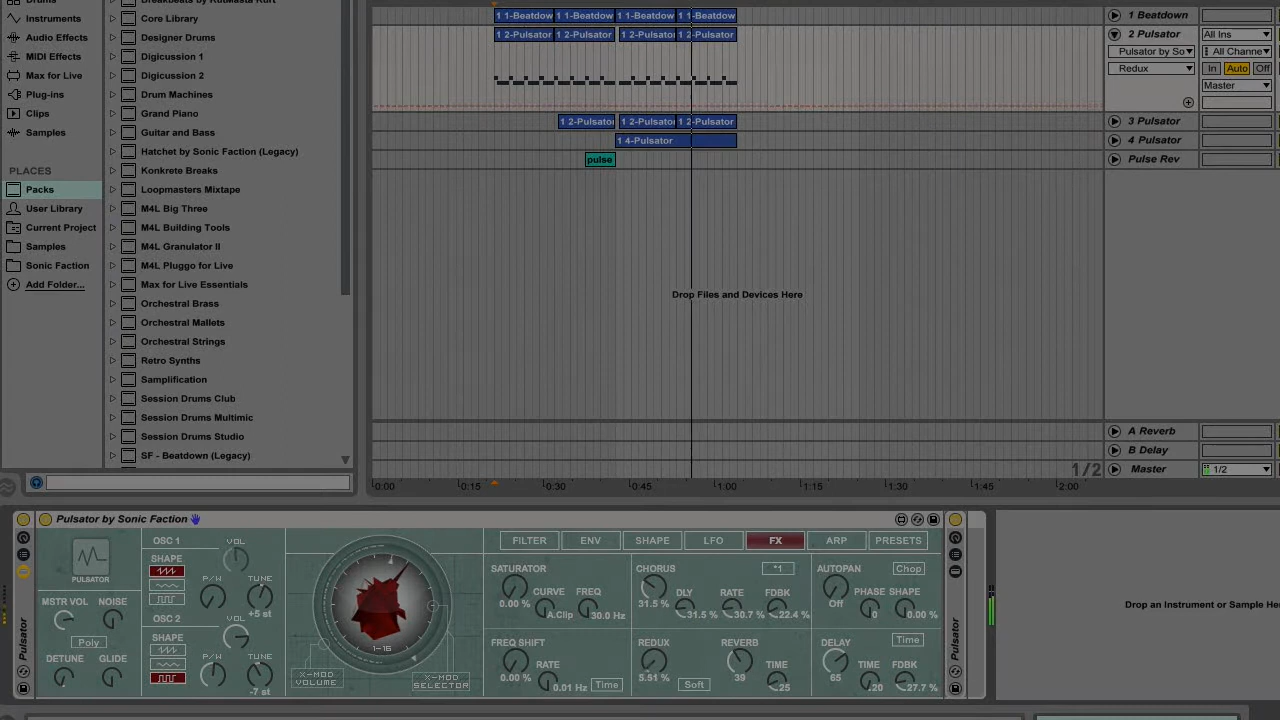 Instruments
Audio Effects
MIDI Effects
Max for Live
Plug-ins
Clips
Samples
PLACES
Packs
User Library
Current Project
Samples
Sonic Faction
Add Folder...
Core Library
Designer Drums
Digicussion 1
Digicussion 2
Drum Machines
Grand Piano
Guitar and Bass
Hatchet by Sonic Faction (Legacy)
Konkrete Breaks
Loopmasters Mixtape
M4L Big Three
M4L Building Tools
M4L Granulator II
M4L Pluggo for Live
Max for Live Essentials
Orchestral Brass
Orchestral Mallets
Orchestral Strings
Retro Synths
Samplification
Session Drums Club
Session Drums Multimic
Session Drums Studio
SF - Beatdown (Legacy)
1 1-Beatdow 1 1-Beatdow 1 1-Beatdow 1 1-Beatdow
1 2-Pulsator 1 2-Pulsator 1 2-Pulsator 1 2-Pulsator
1 2-Pulsator 1 2-Pulsator 1 2-Pulsator
1 4-Pulsator
pulse
Drop Files and Devices Here
1/2
0:00 0:15 0:30 0:45 1:00 1:15 1:30 1:45 2:00
1 Beatdown
2 Pulsator All Ins
Pulsator by So All Channe
Redux In Auto Off
Master
3 Pulsator
4 Pulsator
Pulse Rev
A Reverb
B Delay
Master 1/2
Pulsator by Sonic Faction
Pulsator
PULSATOR
MSTR VOL NOISE
Poly
DETUNE GLIDE
OSC 1 VOL
SHAPE
P/W TUNE
+5 st
OSC 2 VOL
SHAPE
P/W TUNE
-7 st
1-16
X-MOD VOLUME
X-MOD SELECTOR
FILTER ENV SHAPE LFO FX ARP PRESETS
SATURATOR
CURVE FREQ
0.00 % A.Clip 30.0 Hz
CHORUS *1
DLY RATE FDBK
31.5 % 31.5 % 30.7 % 22.4 %
AUTOPAN Chop
PHASE SHAPE
Off 0 0.00 %
FREQ SHIFT
RATE
0.00 % 0.01 Hz Time
REDUX REVERB
TIME
5.51 % Soft 39 25
DELAY Time
TIME FDBK
65 20 27.7 %
Pulsator
Drop an Instrument or Sample He